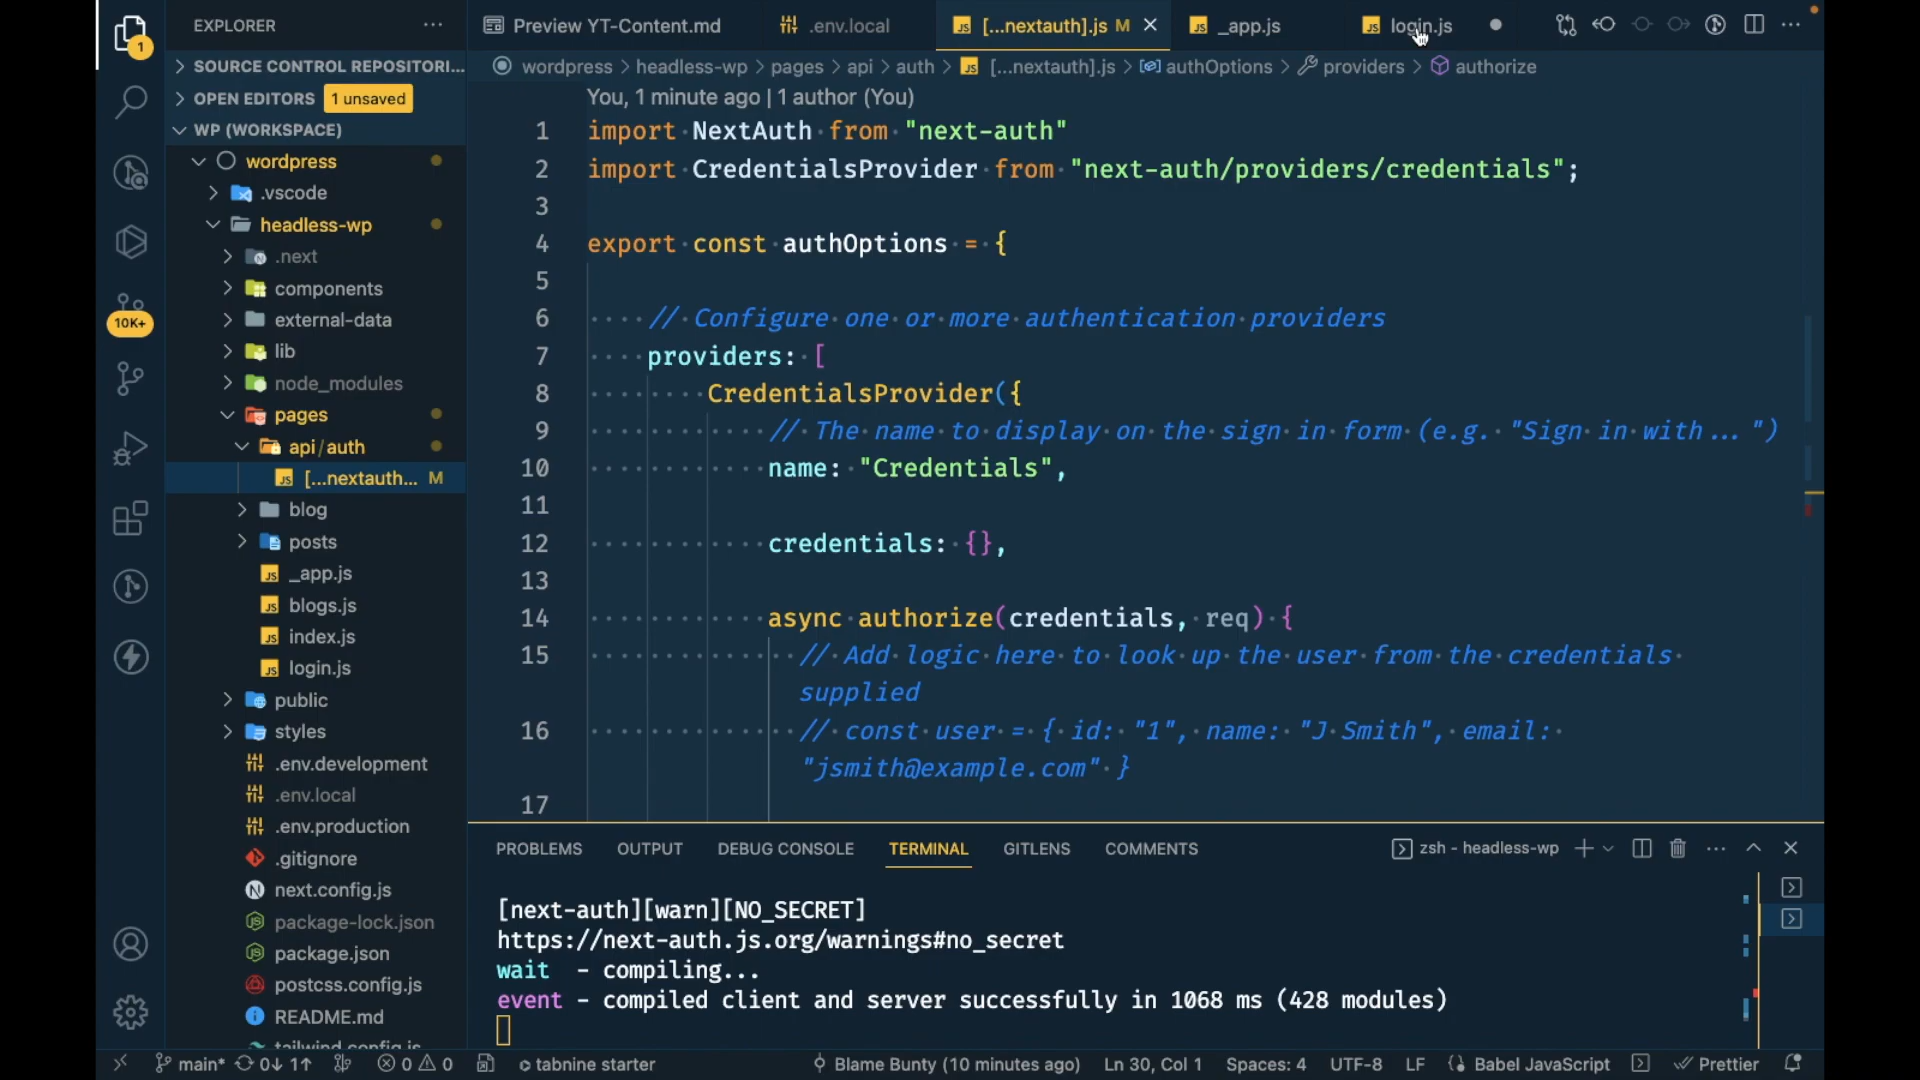 EXPLORER
SOURCE CONTROL REPOSITORI...
OPEN EDITORS 1 unsaved
WP (WORKSPACE)
wordpress
.vscode
headless-wp
.next
components
external-data
lib
node_modules
pages
api/auth
[...nextauth... M
blog
posts
_app.js
blogs.js
index.js
login.js
public
styles
.env.development
.env.local
.env.production
.gitignore
next.config.js
package-lock.json
package.json
postcss.config.js
README.md
tailwind.config.js
1
10K+
Preview YT-Content.md .env.local [...nextauth].js M _app.js login.js
wordpress > headless-wp > pages > api > auth > [...nextauth].js > authOptions > providers > authorize
You, 1 minute ago | 1 author (You)
1 import NextAuth from "next-auth"
2 import CredentialsProvider from "next-auth/providers/credentials";
3
4 export const authOptions = {
5
6 // Configure one or more authentication providers
7 providers: [
8 CredentialsProvider({
9 // The name to display on the sign in form (e.g. "Sign in with...")
10 name: "Credentials",
11
12 credentials: {},
13
14 async authorize(credentials, req) {
15 // Add logic here to look up the user from the credentials
supplied
16 // const user = { id: "1", name: "J Smith", email:
"jsmith@example.com" }
17
PROBLEMS OUTPUT DEBUG CONSOLE TERMINAL GITLENS COMMENTS zsh - headless-wp
[next-auth][warn][NO_SECRET]
https://next-auth.js.org/warnings#no_secret
wait - compiling...
event - compiled client and server successfully in 1068 ms (428 modules)
main* 0↓ 1↑ 0 0 tabnine starter Blame Bunty (10 minutes ago) Ln 30, Col 1 Spaces: 4 UTF-8 LF Babel JavaScript Prettier